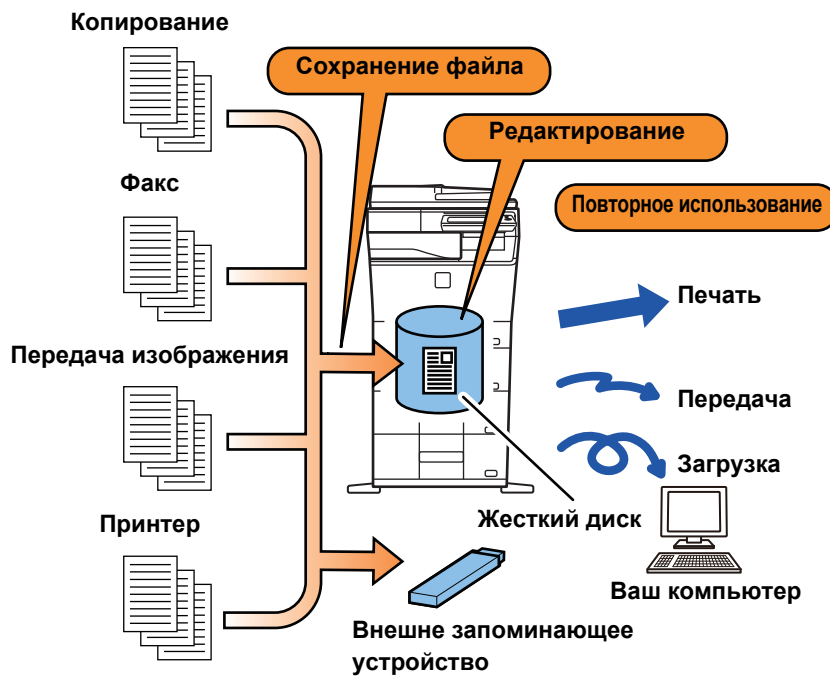 Копирование
Сохранение файла
Редактирование
Факс
Повторное использование
Печать
Передача изображения
Передача
Загрузка
Принтер
Жесткий диск
Ваш компьютер
Внешне запоминающее
устройство